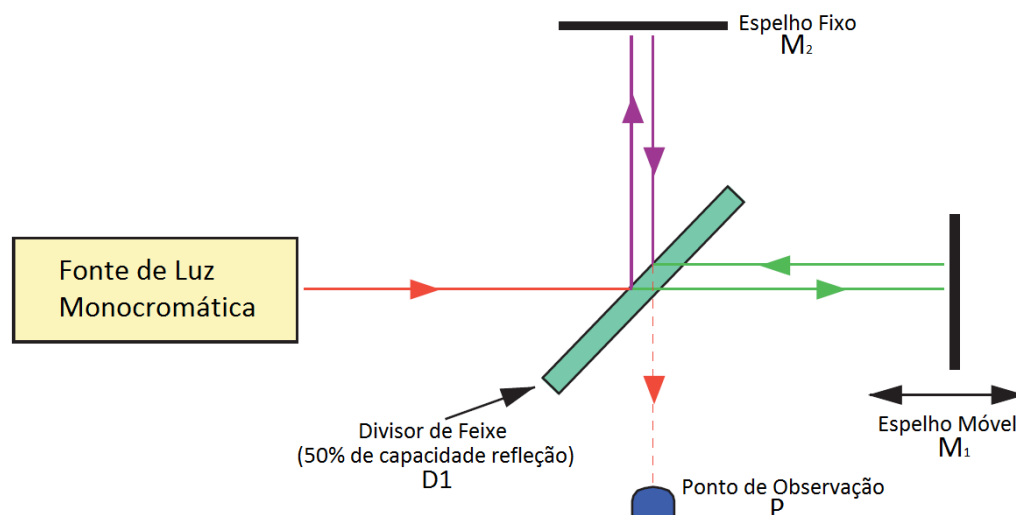 Espelho Fixo
M₂
Fonte de Luz
Monocromática
Divisor de Feixe
(50% de capacidade refleção)
D1
Espelho Móvel
M₁
Ponto de Observação
P